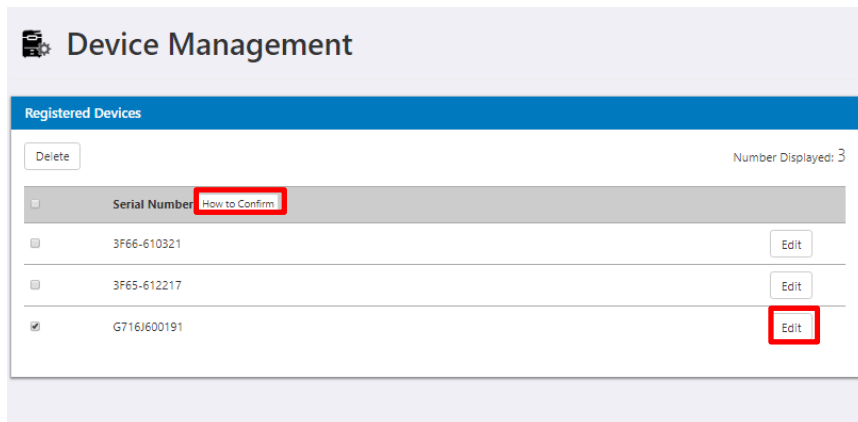 Device Management
Registered Devices
Delete
Number Displayed: 3
Serial Number How to Confirm
3F66-610321 Edit
3F65-612217 Edit
G716J600191 Edit